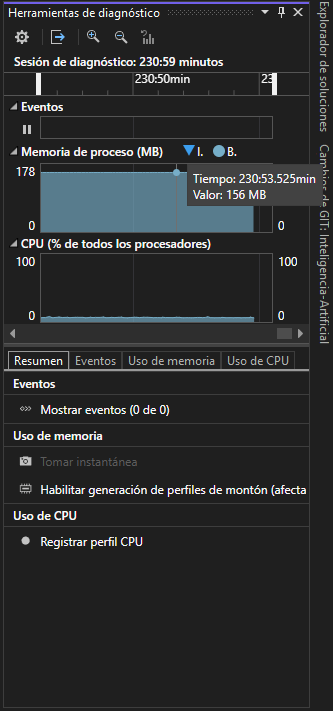 Herramientas de diagnóstico
Sesión de diagnóstico: 230:59 minutos
230:50min
23
Eventos
Memoria de proceso (MB)
I.
B.
178
0
0
Tiempo: 230:53.525min
Valor: 156 MB
CPU (% de todos los procesadores)
100
100
0
0
Resumen
Eventos
Uso de memoria
Uso de CPU
Eventos
Mostrar eventos (0 de 0)
Uso de memoria
Tomar instantánea
Habilitar generación de perfiles de montón (afecta
Uso de CPU
Registrar perfil CPU
Explorador de soluciones
Cambios de GIT: Inteligencia-Artificial